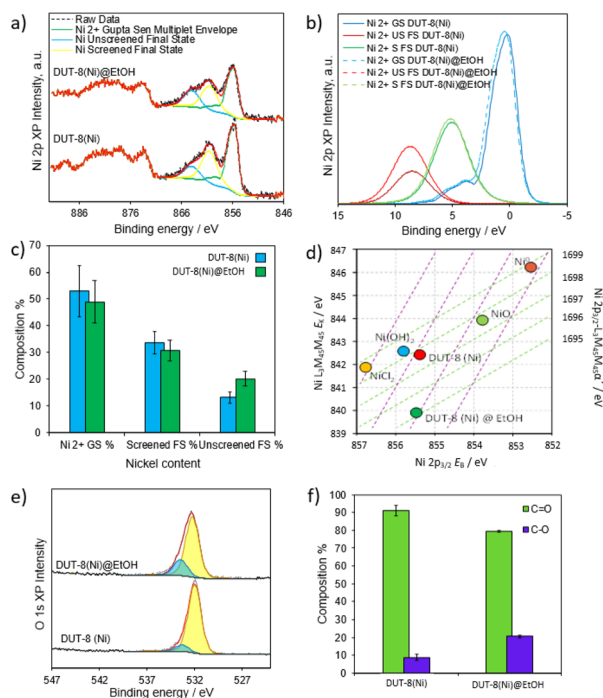 a)
Raw Data
Ni 2+ Gupta Sen Multiplet Envelope
Ni Unscreened Final State
Ni Screened Final State
DUT-8(Ni)@EtOH
DUT-8(Ni)
Ni 2p XP Intensity, a.u.
886 876 866 856 846
Binding energy / eV
b)
Ni 2+ GS DUT-8(Ni)
Ni 2+ US FS DUT-8(Ni)
Ni 2+ S FS DUT-8(Ni)
Ni 2+ GS DUT-8(Ni)@EtOH
Ni 2+ US FS DUT-8(Ni)@EtOH
Ni 2+ S FS DUT-8(Ni)@EtOH
Ni 2p XP Intensity, a.u.
15 10 5 0 -5
Binding energy / eV
c)
DUT-8(Ni)
DUT-8(Ni)@EtOH
Composition %
70
60
50
40
30
20
10
0
Ni 2+ GS % Screened FS % Unscreened FS %
Nickel content
d)
Ni L3M45M45 EK / eV
847
846
845
844
843
842
841
840
839
1699
1698
1697
1696
1695
NiO
Ni(OH)2
DUT-8 (Ni)
NiCl2
DUT-8 (Ni) @ EtOH
857 856 855 854 853 852
Ni 2p3/2 EB / eV
Ni 2p3/2-L3M45M45α' / eV
e)
O 1s XP Intensity
DUT-8(Ni)@EtOH
DUT-8 (Ni)
547 542 537 532 527
Binding energy / eV
f)
C=O
C-O
Composition %
100
90
80
70
60
50
40
30
20
10
0
DUT-8(Ni) DUT-8(Ni)@EtOH